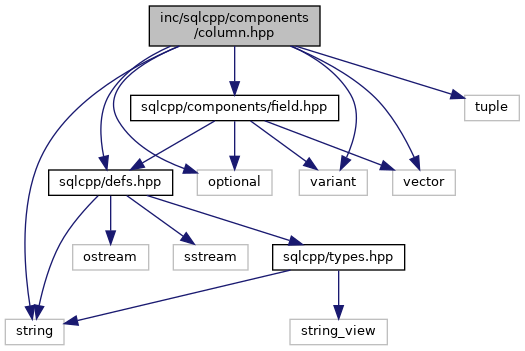 inc/sqlcpp/components
/column.hpp
sqlcpp/components/field.hpp
tuple
sqlcpp/defs.hpp
optional
variant
vector
ostream
sstream
sqlcpp/types.hpp
string
string_view